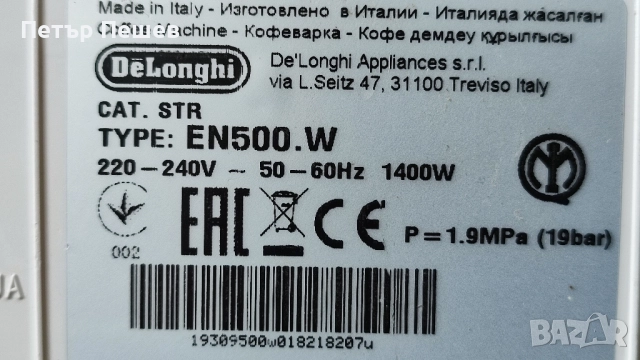 Made in Italy - Изготовлено в Италии - Италияда жасалған
Петър Пешев
Coffee Machine - Кофеварка - Кофе демдеу құрылғысы
DeLonghi
De'Longhi Appliances s.r.l.
via L.Seitz 47, 31100 Treviso Italy
CAT. STR
TYPE: EN500.W
220-240V ~ 50-60Hz 1400W
002
EAC CE P=1.9MPa (19bar)
UA
19309500w018218207u
BAZAR